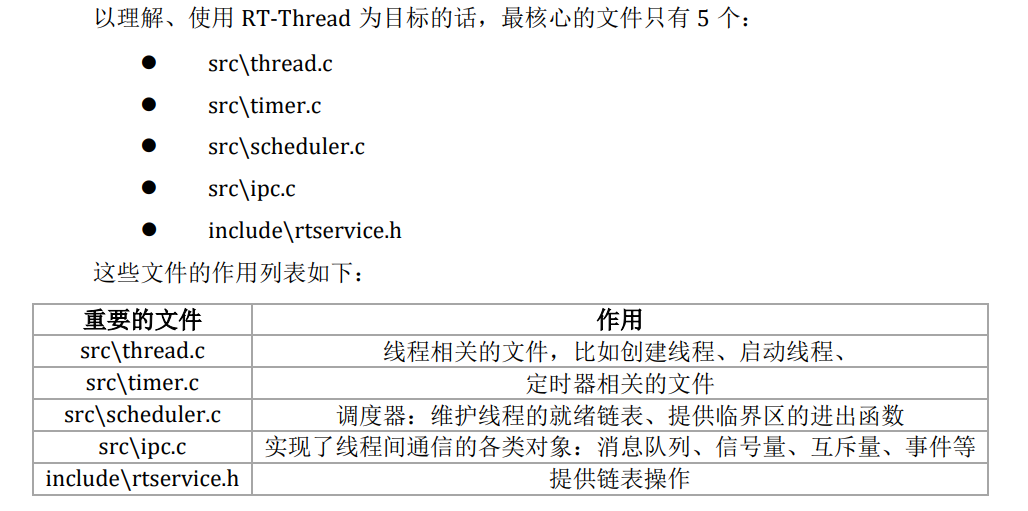 以理解、使用 RT-Thread 为目标的话，最核心的文件只有 5 个：
● src\thread.c
● src\timer.c
● src\scheduler.c
● src\ipc.c
● include\rtservice.h
这些文件的作用列表如下：
重要的文件 作用
src\thread.c 线程相关的文件，比如创建线程、启动线程、
src\timer.c 定时器相关的文件
src\scheduler.c 调度器：维护线程的就绪链表、提供临界区的进出函数
src\ipc.c 实现了线程间通信的各类对象：消息队列、信号量、互斥量、事件等
include\rtservice.h 提供链表操作